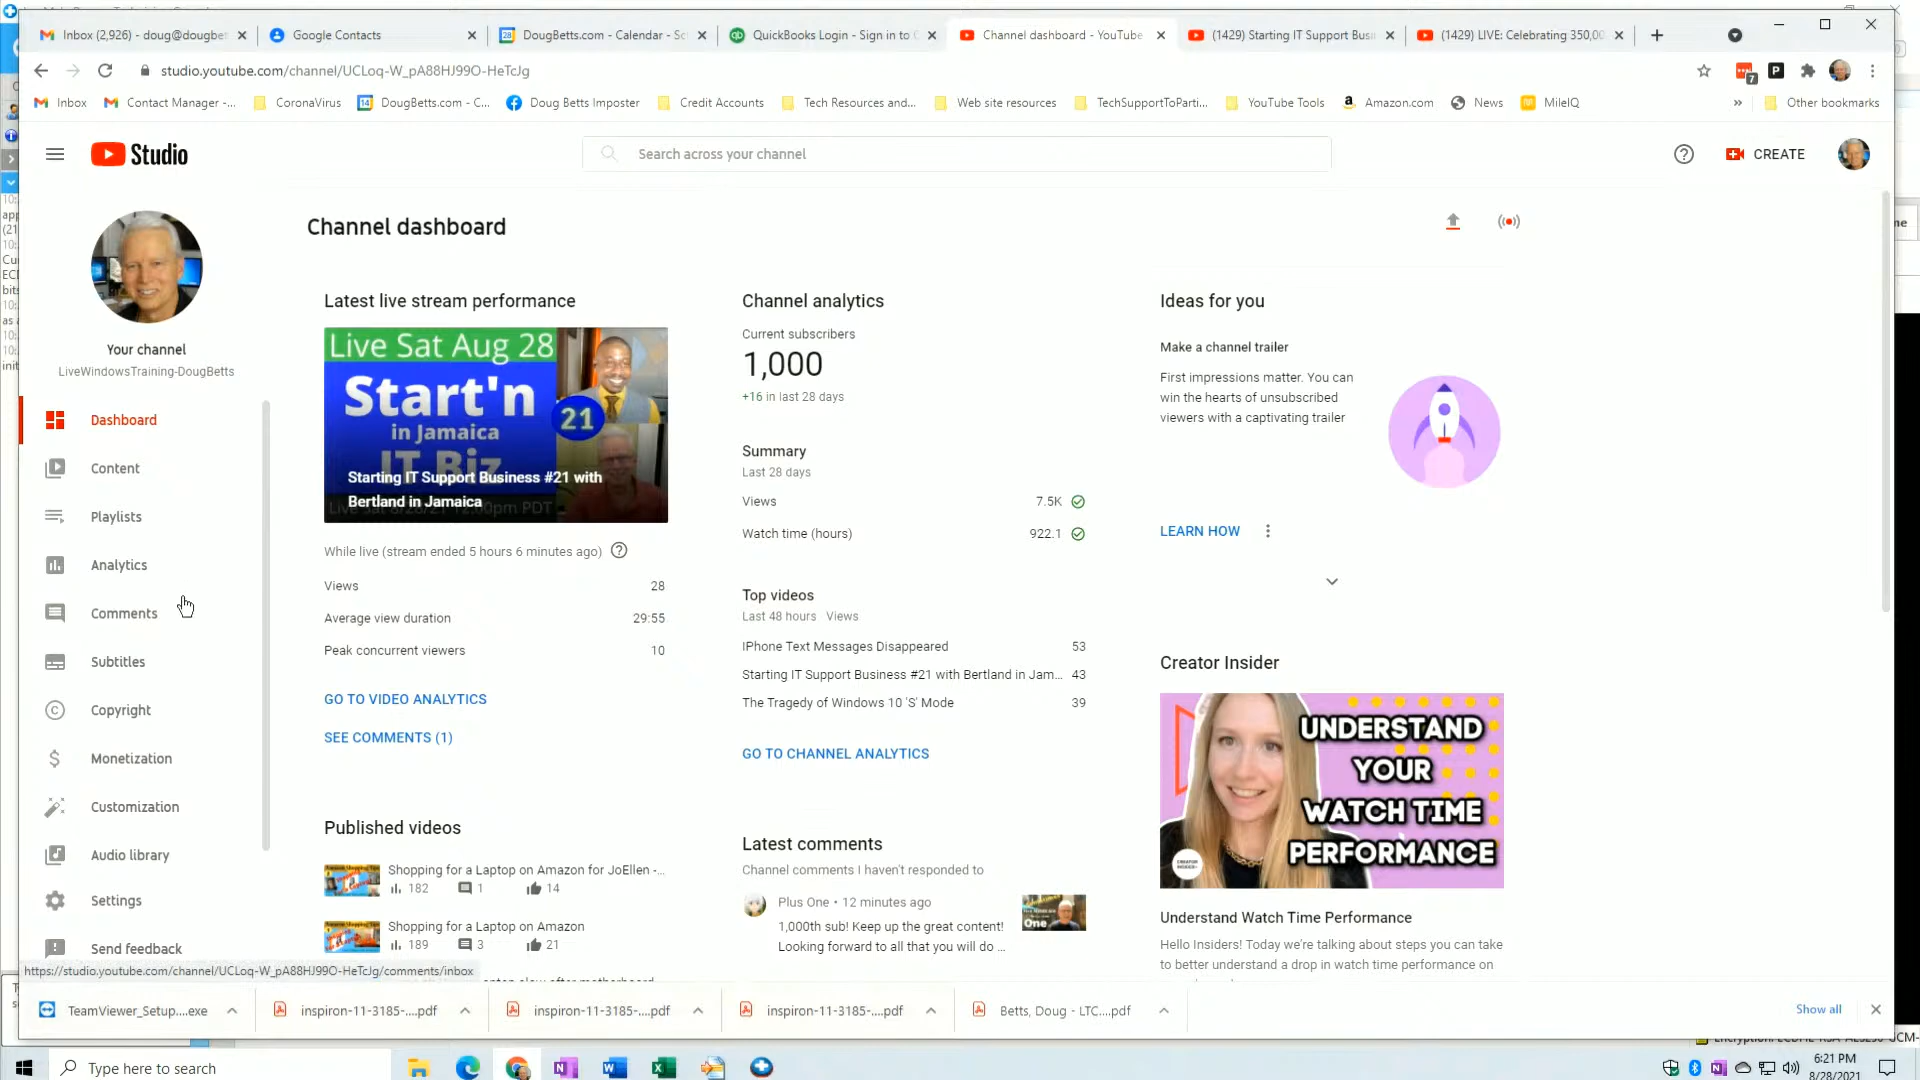 Inbox (2,926) - doug@dougbet
Google Contacts
DougBetts.com - Calendar - Sc
QuickBooks Login - Sign in to
Channel dashboard - YouTube
(1429) Starting IT Support Busi
(1429) LIVE: Celebrating 350,00
studio.youtube.com/channel/UCLoq-W_pA88HJ99O-HeTcJg
7
P
Inbox
Contact Manager -...
CoronaVirus
DougBetts.com - C...
Doug Betts Imposter
Credit Accounts
Tech Resources and...
Web site resources
TechSupportToParti...
YouTube Tools
Amazon.com
News
MileIQ
»
Other bookmarks
Studio
Search across your channel
CREATE
Your channel
LiveWindowsTraining-DougBetts
Dashboard
Content
Playlists
Analytics
Comments
Subtitles
Copyright
Monetization
Customization
Audio library
Settings
Send feedback
https://studio.youtube.com/channel/UCLoq-W_pA88HJ99O-HeTcJg/comments/inbox
Channel dashboard
Latest live stream performance
Live Sat Aug 28
Start'n
in Jamaica
21
IT Biz
Starting IT Support Business #21 with
Bertland in Jamaica
Live Sat 8/28/21 12:00pm PDT
While live (stream ended 5 hours 6 minutes ago)
Views 28
Average view duration 29:55
Peak concurrent viewers 10
GO TO VIDEO ANALYTICS
SEE COMMENTS (1)
Published videos
Shopping for a Laptop on Amazon for JoEllen -...
182 1 14
Shopping for a Laptop on Amazon
189 3 21
Channel analytics
Current subscribers
1,000
+16 in last 28 days
Summary
Last 28 days
Views 7.5K
Watch time (hours) 922.1
Top videos
Last 48 hours Views
IPhone Text Messages Disappeared 53
Starting IT Support Business #21 with Bertland in Jam... 43
The Tragedy of Windows 10 'S' Mode 39
GO TO CHANNEL ANALYTICS
Latest comments
Channel comments I haven't responded to
Plus One • 12 minutes ago
1,000th sub! Keep up the great content!
Looking forward to all that you will do ...
One
Ideas for you
Make a channel trailer
First impressions matter. You can
win the hearts of unsubscribed
viewers with a captivating trailer
LEARN HOW
Creator Insider
UNDERSTAND
YOUR
WATCH TIME
PERFORMANCE
Understand Watch Time Performance
Hello Insiders! Today we're talking about steps you can take
to better understand a drop in watch time performance on
TeamViewer_Setup....exe
inspiron-11-3185-....pdf
inspiron-11-3185-....pdf
inspiron-11-3185-....pdf
Betts, Doug - LTC....pdf
Show all
Type here to search
6:21 PM
8/28/2021